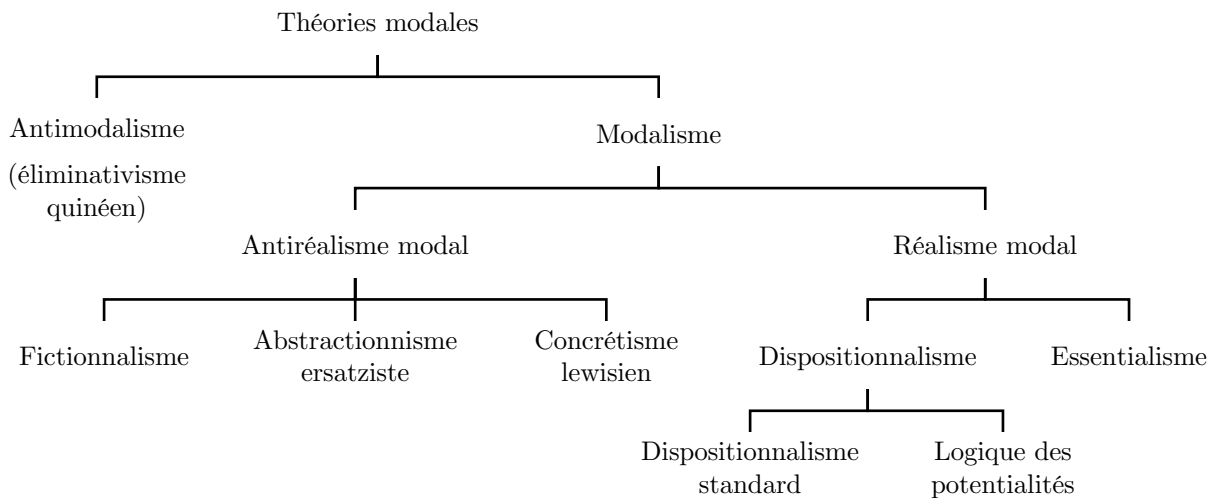 Théories modales
Antimodalisme
(éliminativisme
quinéen)
Modalisme
Antiréalisme modal
Réalisme modal
Fictionnalisme
Abstractionnisme
ersatziste
Concrétisme
lewisien
Dispositionnalisme
Essentialisme
Dispositionnalisme
standard
Logique des
potentialités